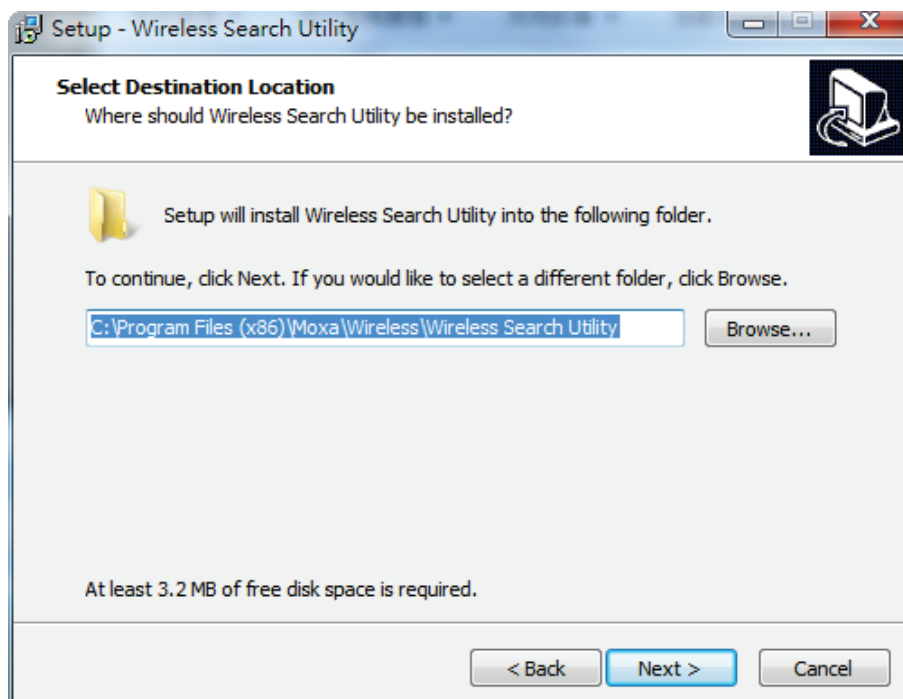 Setup - Wireless Search Utility
Select Destination Location
Where should Wireless Search Utility be installed?
Setup will install Wireless Search Utility into the following folder.
To continue, click Next. If you would like to select a different folder, click Browse.
C:\Program Files (x86)\Moxa\Wireless\Wireless Search Utility
Browse...
At least 3.2 MB of free disk space is required.
< Back
Next >
Cancel